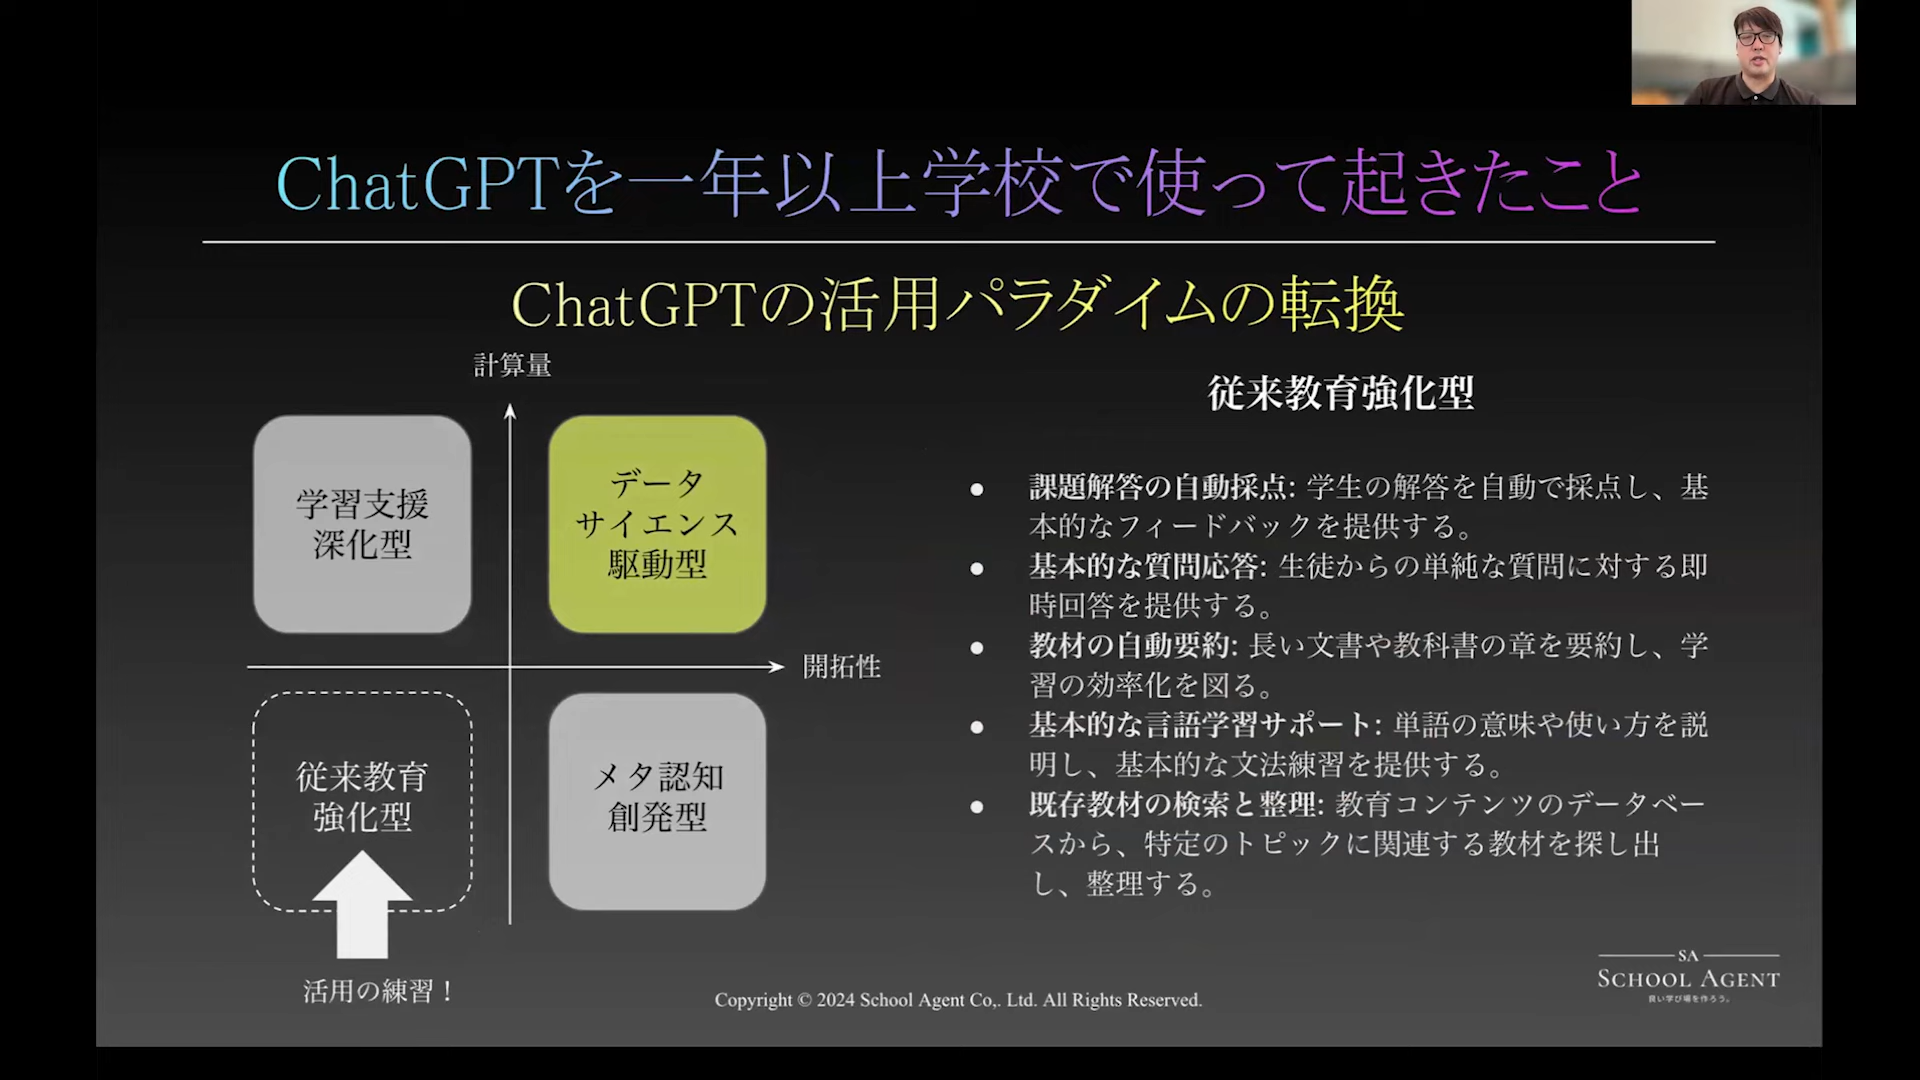 ChatGPTを一年以上学校で使って起きたこと
ChatGPTの活用パラダイムの転換
計算量
学習支援
深化型
データ
サイエンス
駆動型
開拓性
従来教育
強化型
メタ認知
創発型
活用の練習！
従来教育強化型
● 課題解答の自動採点: 学生の解答を自動で採点し、基
本的なフィードバックを提供する。
● 基本的な質問応答: 生徒からの単純な質問に対する即
時回答を提供する。
● 教材の自動要約: 長い文書や教科書の章を要約し、学
習の効率化を図る。
● 基本的な言語学習サポート: 単語の意味や使い方を説
明し、基本的な文法練習を提供する。
● 既存教材の検索と整理: 教育コンテンツのデータベー
スから、特定のトピックに関連する教材を探し出
し、整理する。
Copyright © 2024 School Agent Co,. Ltd. All Rights Reserved.
SA
SCHOOL AGENT
良い学び場を作ろう。